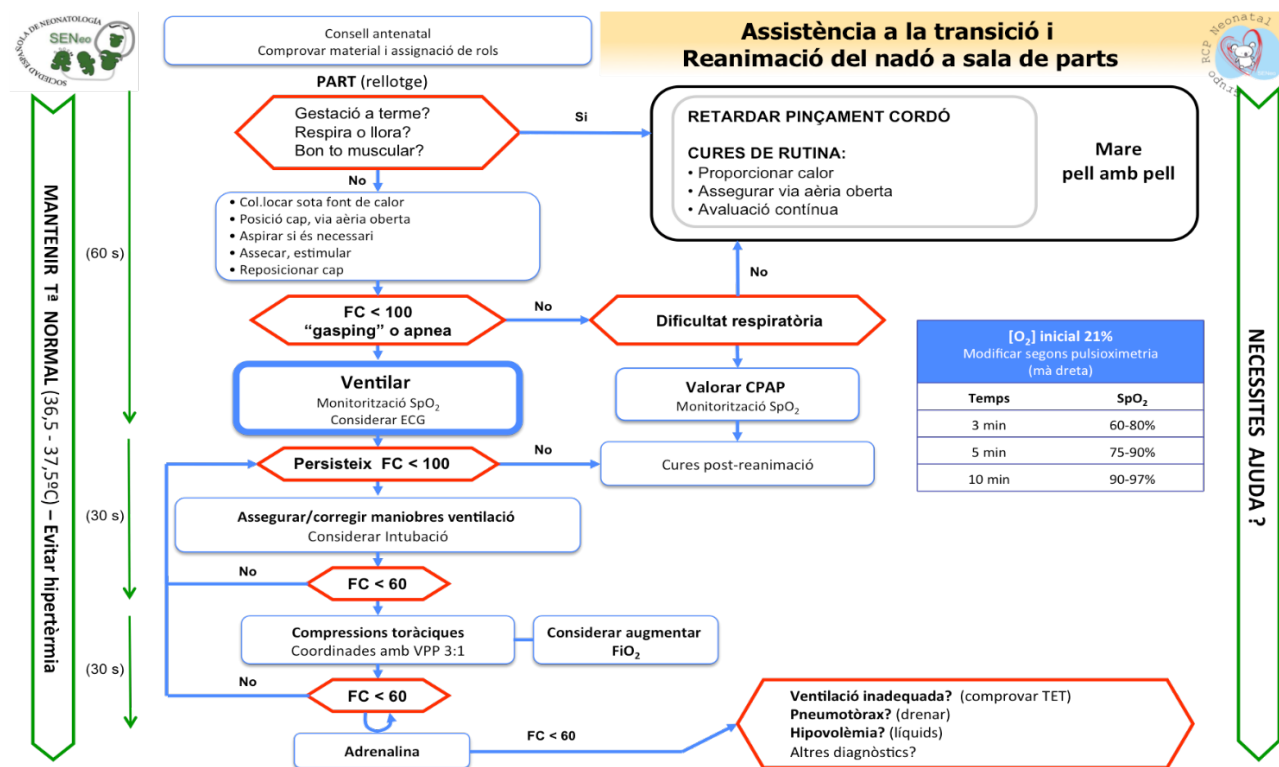 SOCIEDAD ESPAÑOLA DE NEONATOLOGÍA
SENeo
Consell antenatal
Comprovar material i assignació de rols
Assistència a la transició i
Reanimació del nadó a sala de parts
Grupo RCP Neonatal
PART (rellotge)
Gestació a terme?
Respira o llora?
Bon to muscular?
Si
RETARDAR PINÇAMENT CORDÓ
CURES DE RUTINA:
• Proporcionar calor
• Assegurar via aèria oberta
• Avaluació contínua
Mare
pell amb pell
No
• Col.locar sota font de calor
• Posició cap, via aèria oberta
• Aspirar si és necessari
• Assecar, estimular
• Reposicionar cap
(60 s)
No
FC < 100
“gasping” o apnea
No
Dificultat respiratòria
Ventilar
Monitorització SpO₂
Considerar ECG
Valorar CPAP
Monitorització SpO₂
[O₂] inicial 21%
Modificar segons pulsioximetria
(mà dreta)
Temps SpO₂
3 min 60-80%
5 min 75-90%
10 min 90-97%
Persisteix FC < 100
No
Cures post-reanimació
(30 s)
Assegurar/corregir maniobres ventilació
Considerar Intubació
No
FC < 60
Compressions toràciques
Coordinades amb VPP 3:1
Considerar augmentar
FiO₂
(30 s)
No
FC < 60
Adrenalina
FC < 60
Ventilació inadequada? (comprovar TET)
Pneumotòrax? (drenar)
Hipovolèmia? (líquids)
Altres diagnòstics?
MANTENIR Tª NORMAL (36,5 - 37,5ºC) – Evitar hipertèrmia
NECESSITES AJUDA ?